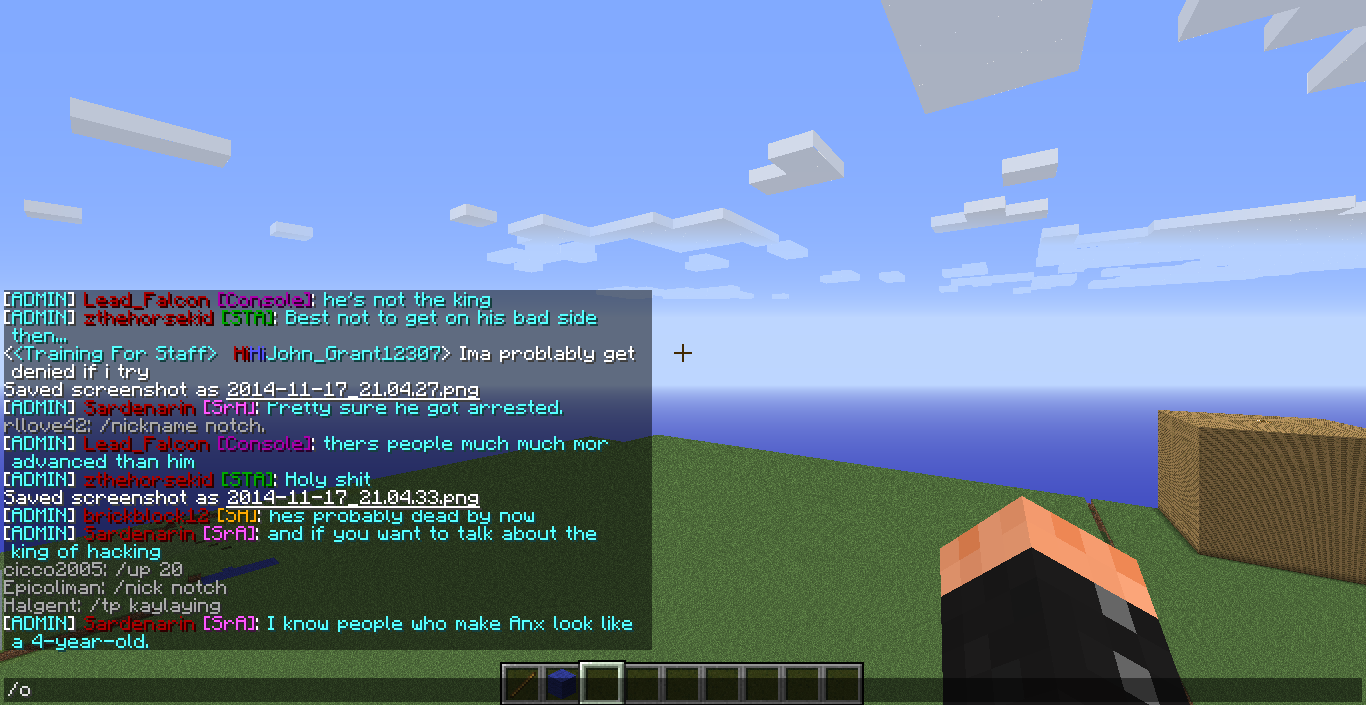 [ADMIN] Lead_Falcon [Console]: he's not the king
[ADMIN] zthehorsekid [STA]: Best not to get on his bad side
then...
<<Training For Staff> HiHiJohn_Grant12307> Ima problably get
denied if i try
Saved screenshot as 2014-11-17_21.04.27.png
[ADMIN] Sardenarin [SrA]: Pretty sure he got arrested.
rllove42: /nickname notch.
[ADMIN] Lead_Falcon [Console]: thers people much much mor
advanced than him
[ADMIN] zthehorsekid [STA]: Holy shit
Saved screenshot as 2014-11-17_21.04.33.png
[ADMIN] brickblock12 [SA]: hes probably dead by now
[ADMIN] Sardenarin [SrA]: and if you want to talk about the
king of hacking
cicco2005: /up 20
Epicoliman: /nick notch
Halgent: /tp kaylaying
[ADMIN] Sardenarin [SrA]: I know people who make Anx look like
a 4-year-old.
/o